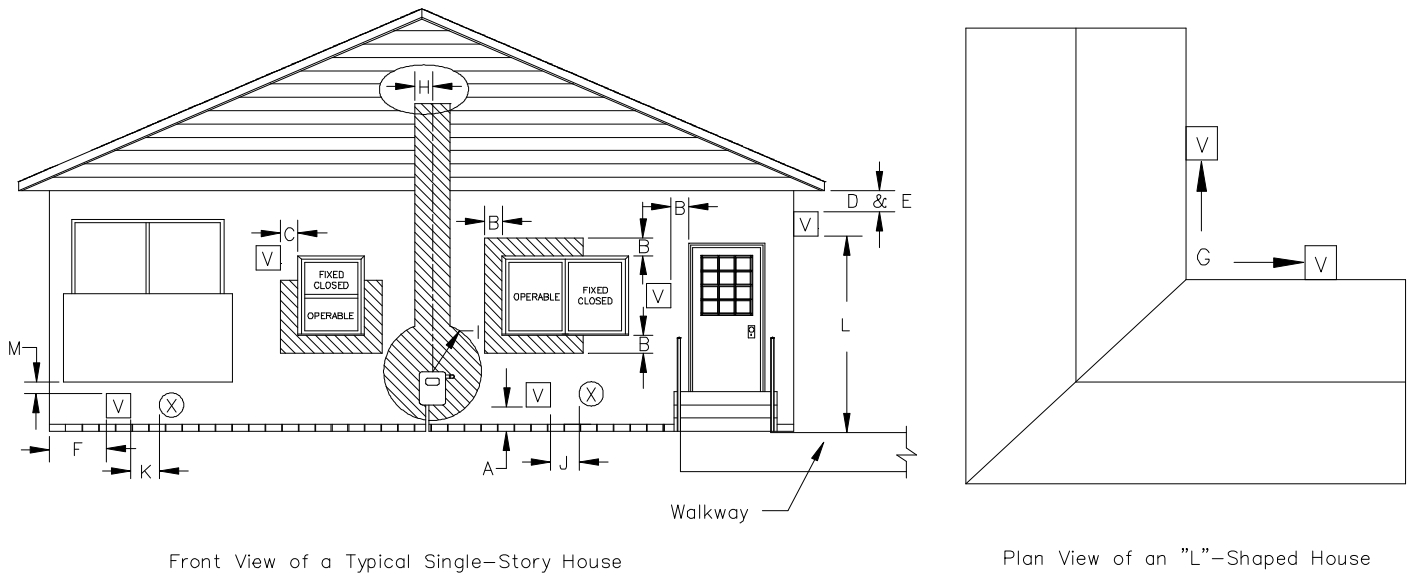 H
V
D & E
B
B
V
C
B
V
G
V
FIXED
CLOSED
OPERABLE
OPERABLE
FIXED
CLOSED
V
L
I
B
M
V
X
V
X
F
K
A
J
Walkway
Front View of a Typical Single-Story House
Plan View of an "L"-Shaped House